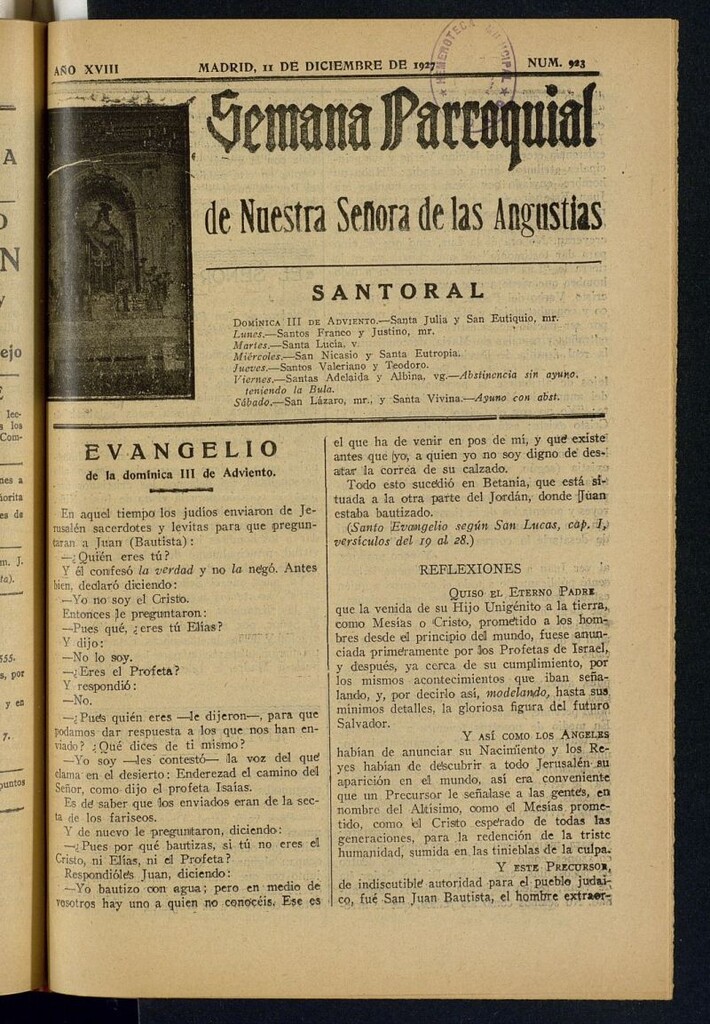 AÑO XVIII
MADRID, 11 DE DICIEMBRE DE 1927
NUM. 923
HEMEROTECA
Semana Parroquial
de Nuestra Señora de las Angustias
SANTORAL
DOMÍNICA III DE ADVIENTO.—Santa Julia y San Eutiquio, mr.
Lunes.—Santos Franco y Justino, mr.
Martes.—Santa Lucía, v.
Miércoles.—San Nicasio y Santa Eutropia.
Jueves.—Santos Valeriano y Teodoro.
Viernes.—Santas Adelaida y Albina, vg.—Abstinencia sin ayuno,
teniendo la Bula.
Sábado.—San Lázaro, mr., y Santa Vivina.—Ayuno con abst.
EVANGELIO
de la domínica III de Adviento.
En aquel tiempo los judíos enviaron de Je-
rusalén sacerdotes y levitas para que pregun-
taran a Juan (Bautista):
—¿Quién eres tú?
Y él confesó la verdad y no la negó. Antes
bien, declaró diciendo:
—Yo no soy el Cristo.
Entonces le preguntaron:
—Pues qué, ¿eres tú Elías?
Y dijo:
—No lo soy.
—¿Eres el Profeta?
Y respondió:
—No.
—¿Pues quién eres —le dijeron—, para que
podamos dar respuesta a los que nos han en-
viado? ¿Qué dices de ti mismo?
—Yo soy —les contestó— la voz del que
clama en el desierto: Enderezad el camino del
Señor, como dijo el profeta Isaías.
Es de saber que los enviados eran de la sec-
ta de los fariseos.
Y de nuevo le preguntaron, diciendo:
—¿Pues por qué bautizas, si tú no eres el
Cristo, ni Elías, ni el Profeta?
Respondióles Juan, diciendo:
—Yo bautizo con agua; pero en medio de
vosotros hay uno a quien no conocéis. Ese es
el que ha de venir en pos de mí, y que existe
antes que yo, a quien yo no soy digno de des-
atar la correa de su calzado.
Todo esto sucedió en Betania, que está si-
tuada a la otra parte del Jordán, donde Juan
estaba bautizado.
(Santo Evangelio según San Lucas, cap. I,
versículos del 19 al 28.)
REFLEXIONES
QUISO EL ETERNO PADRE
que la venida de su Hijo Unigénito a la tierra,
como Mesías o Cristo, prometido a los hom-
bres desde el principio del mundo, fuese anun-
ciada primeramente por los Profetas de Israel,
y después, ya cerca de su cumplimiento, por
los mismos acontecimientos que iban seña-
lando, y, por decirlo así, modelando, hasta sus
mínimos detalles, la gloriosa figura del futuro
Salvador.
Y ASÍ COMO LOS ANGELES
habían de anunciar su Nacimiento y los Re-
yes habían de descubrir a todo Jerusalén su
aparición en el mundo, así era conveniente
que un Precursor le señalase a las gentes, en
nombre del Altísimo, como el Mesías prome-
tido, como el Cristo esperado de todas las
generaciones, para la redención de la triste
humanidad, sumida en las tinieblas de la culpa.
Y ESTE PRECURSOR,
de indiscutible autoridad para el pueblo judai-
co, fué San Juan Bautista, el hombre extraor-